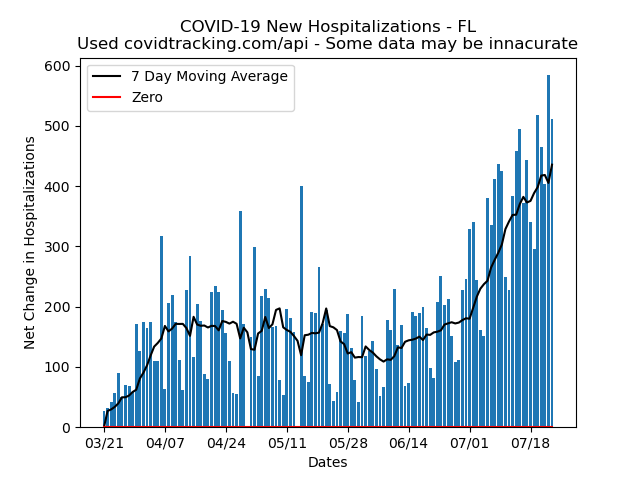 COVID-19 New Hospitalizations - FL
Used covidtracking.com/api - Some data may be innacurate
7 Day Moving Average
Zero
Net Change in Hospitalizations
600
500
400
300
200
100
0
03/21 04/07 04/24 05/11 05/28 06/14 07/01 07/18
Dates